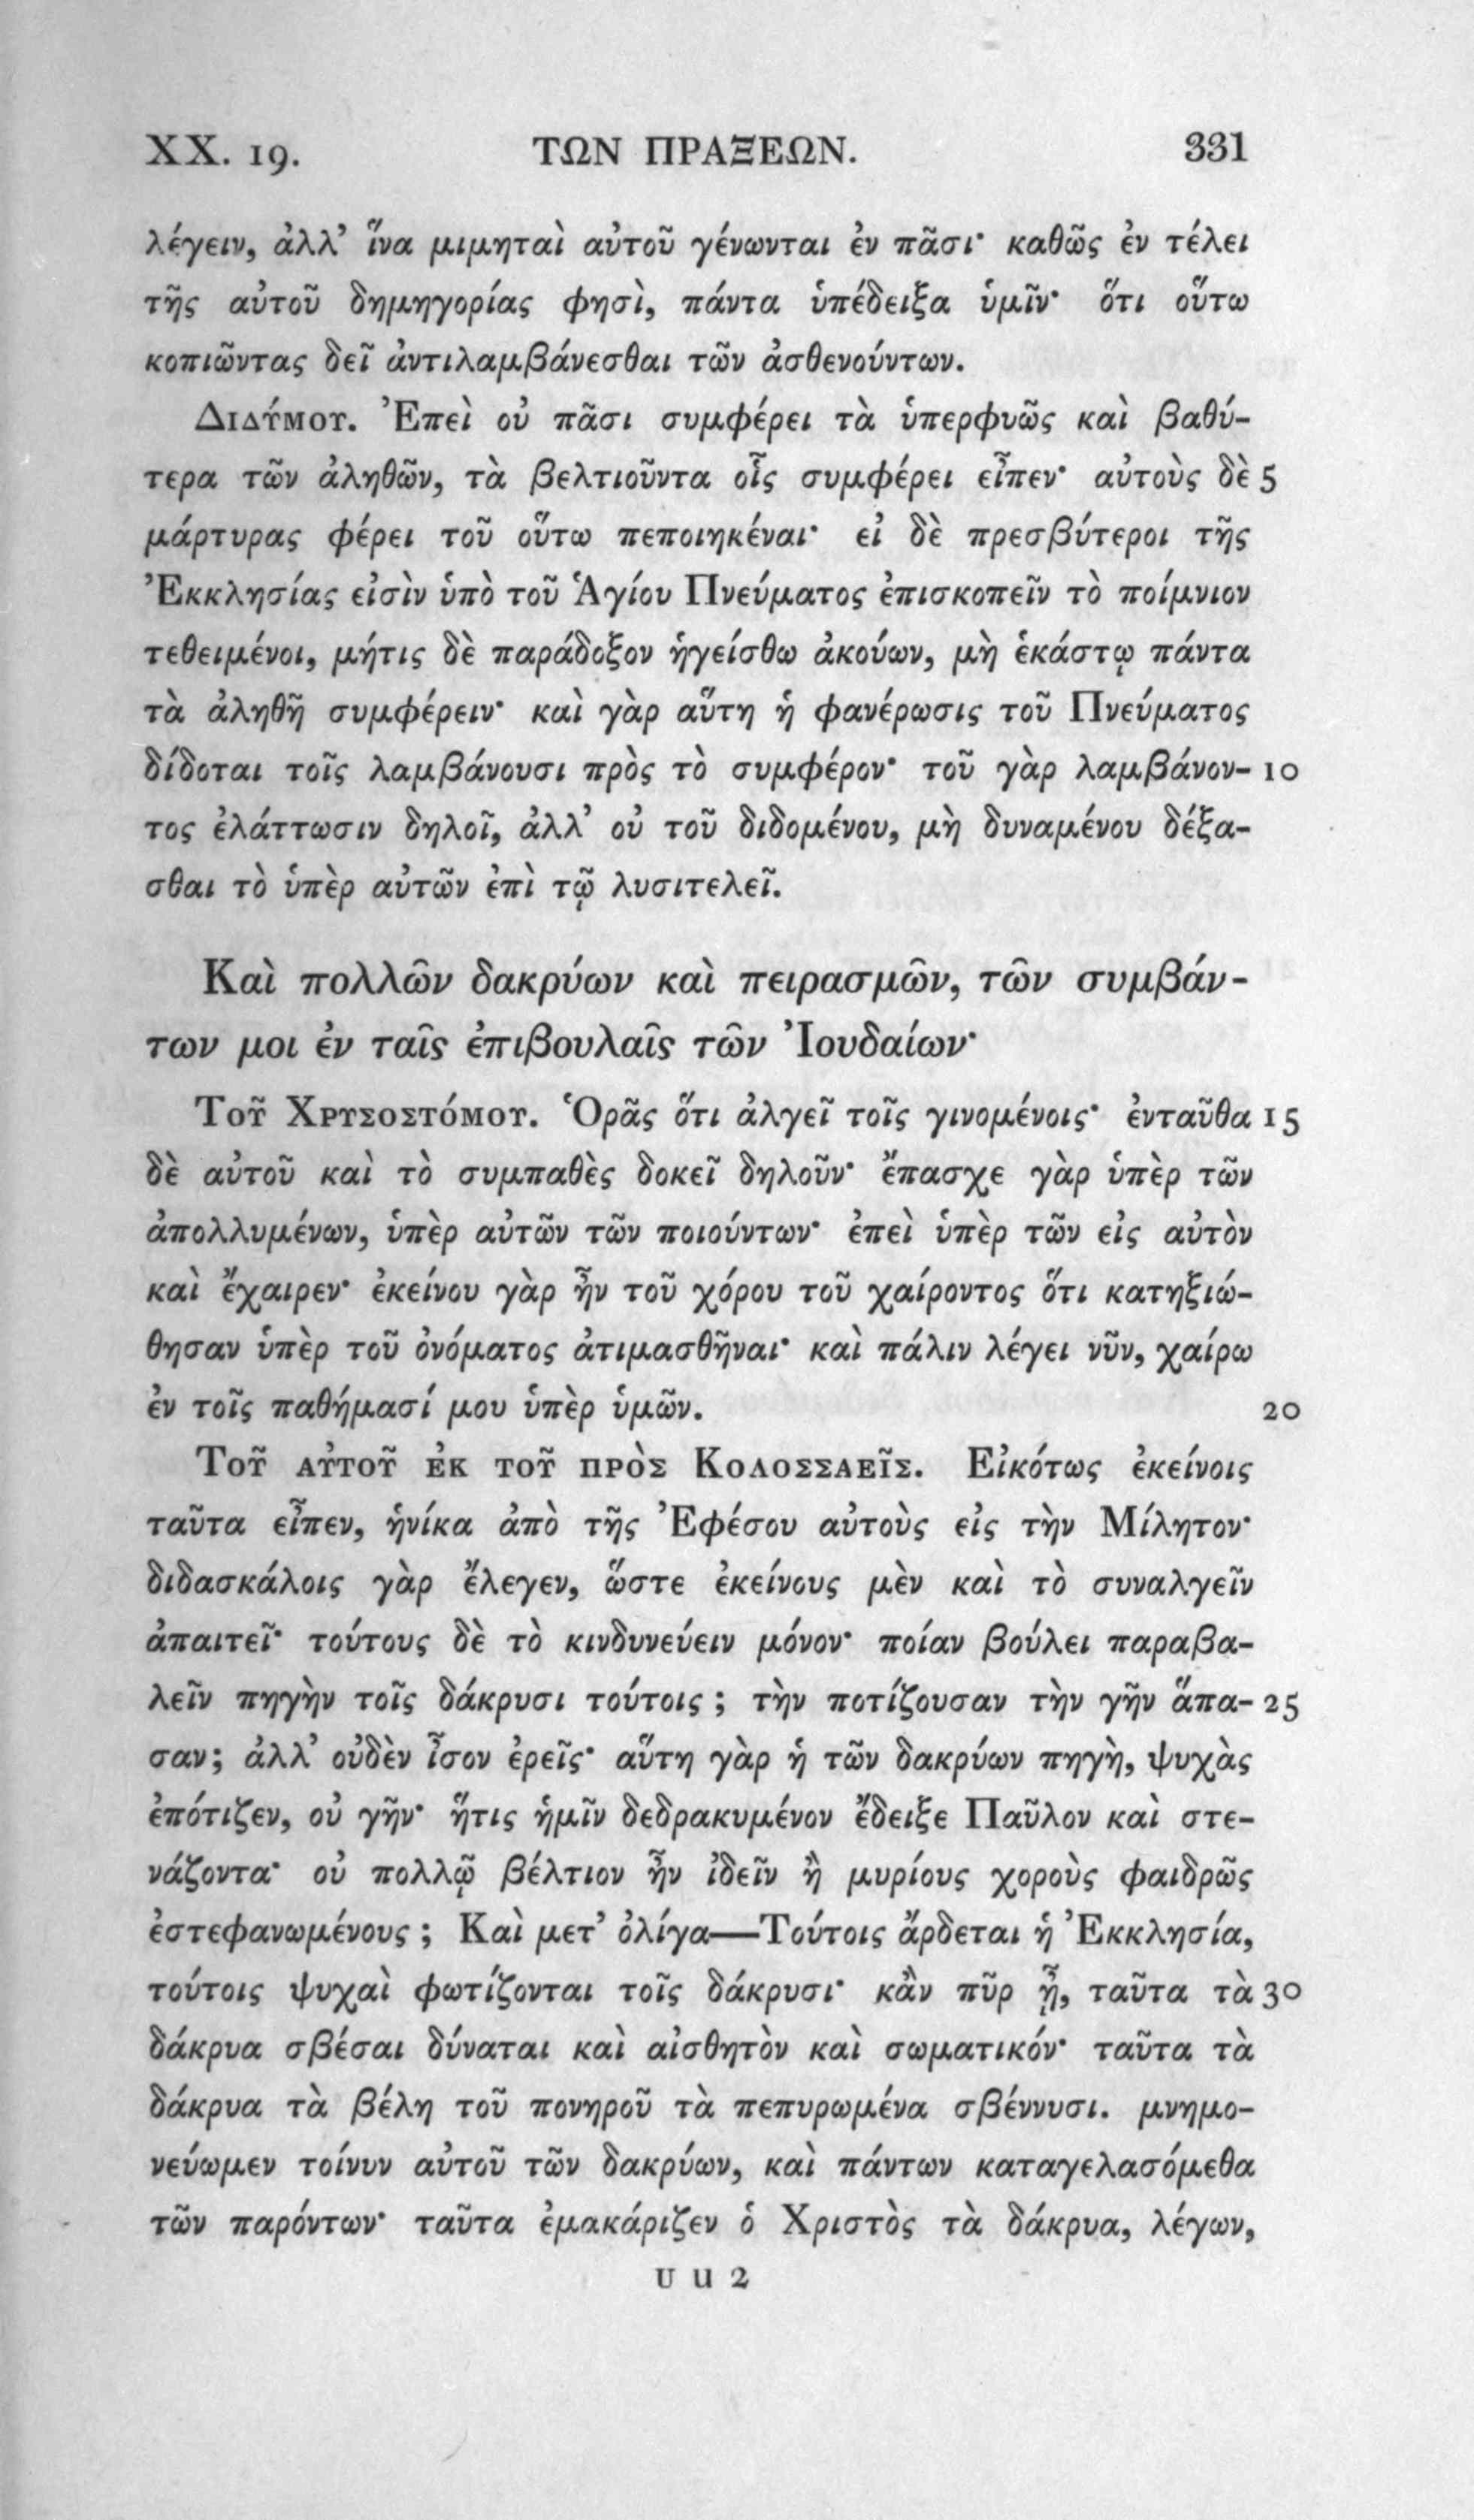 XX. 19. ΤΩΝ ΠΡΑΞΕΩΝ. 331
λέγειν, ἀλλ’ ἵνα μιμηταὶ αὐτοῦ γένωνται ἐν πᾶσι· καθῶς ἐν τέλει
τῆς αὐτοῦ δημηγορίας φησὶ, πάντα ὑπέδειξα ὑμῖν· ὅτι οὕτω
κοπιῶντας δεῖ ἀντιλαμβάνεσθαι τῶν ἀσθενούντων.
Διδύμου. Ἐπεὶ οὐ πᾶσι συμφέρει τὰ ὑπερφυῶς καὶ βαθύ-
τερα τῶν ἀληθῶν, τὰ βελτιοῦντα οἷς συμφέρει εἶπεν· αὐτοὺς δὲ 5
μάρτυρας φέρει τοῦ οὕτω πεποιηκέναι· εἰ δὲ πρεσβύτεροι τῆς
Ἐκκλησίας εἰσὶν ὑπὸ τοῦ Ἁγίου Πνεύματος ἐπισκοπεῖν τὸ ποίμνιον
τεθειμένοι, μήτις δὲ παράδοξον ἡγείσθω ἀκούων, μὴ ἑκάστῳ πάντα
τὰ ἀληθῆ συμφέρειν· καὶ γὰρ αὕτη ἡ φανέρωσις τοῦ Πνεύματος
δίδοται τοῖς λαμβάνουσι πρὸς τὸ συμφέρον· τοῦ γὰρ λαμβάνον- 10
τος ἐλάττωσιν δηλοῖ, ἀλλ’ οὐ τοῦ διδομένου, μὴ δυναμένου δέξα-
σθαι τὸ ὑπὲρ αὐτῶν ἐπὶ τῷ λυσιτελεῖ.
Καὶ πολλῶν δακρύων καὶ πειρασμῶν, τῶν συμβάν-
των μοι ἐν ταῖς ἐπιβουλαῖς τῶν Ἰουδαίων·
Τοῦ Χρυσοστόμου. Ὁρᾶς ὅτι ἀλγεῖ τοῖς γινομένοις· ἐνταῦθα 15
δὲ αὐτοῦ καὶ τὸ συμπαθὲς δοκεῖ δηλοῦν· ἔπασχε γὰρ ὑπὲρ τῶν
ἀπολλυμένων, ὑπὲρ αὐτῶν τῶν ποιούντων· ἐπεὶ ὑπὲρ τῶν εἰς αὐτὸν
καὶ ἔχαιρεν· ἐκείνου γὰρ ἦν τοῦ χόρου τοῦ χαίροντος ὅτι κατηξιώ-
θησαν ὑπὲρ τοῦ ὀνόματος ἀτιμασθῆναι· καὶ πάλιν λέγει νῦν, χαίρω
ἐν τοῖς παθήμασί μου ὑπὲρ ὑμῶν. 20
Τοῦ αὐτοῦ ἐκ τοῦ πρὸς Κολοσσαεῖς. Εἰκότως ἐκείνοις
ταῦτα εἶπεν, ἡνίκα ἀπὸ τῆς Ἐφέσου αὐτοὺς εἰς τὴν Μίλητον·
διδασκάλοις γὰρ ἔλεγεν, ὥστε ἐκείνους μὲν καὶ τὸ συναλγεῖν
ἀπαιτεῖ· τούτους δὲ τὸ κινδυνεύειν μόνον· ποίαν βούλει παραβα-
λεῖν πηγὴν τοῖς δάκρυσι τούτοις ; τὴν ποτίζουσαν τὴν γῆν ἅπα- 25
σαν; ἀλλ’ οὐδὲν ἶσον ἐρεῖς· αὕτη γὰρ ἡ τῶν δακρύων πηγὴ, ψυχὰς
ἐπότιζεν, οὐ γῆν· ἥτις ἡμῖν δεδρακυμένον ἔδειξε Παῦλον καὶ στε-
νάζοντα· οὐ πολλῷ βέλτιον ἦν ἰδεῖν ἢ μυρίους χοροὺς φαιδρῶς
ἐστεφανωμένους ; Καὶ μετ’ ὀλίγα—Τούτοις ἄρδεται ἡ Ἐκκλησία,
τούτοις ψυχαὶ φωτίζονται τοῖς δάκρυσι· κἂν πῦρ ᾖ, ταῦτα τὰ 30
δάκρυα σβέσαι δύναται καὶ αἰσθητὸν καὶ σωματικόν· ταῦτα τὰ
δάκρυα τὰ βέλη τοῦ πονηροῦ τὰ πεπυρωμένα σβέννυσι. μνημο-
νεύωμεν τοίνυν αὐτοῦ τῶν δακρύων, καὶ πάντων καταγελασόμεθα
τῶν παρόντων· ταῦτα ἐμακάριζεν ὁ Χριστὸς τὰ δάκρυα, λέγων,
U u 2